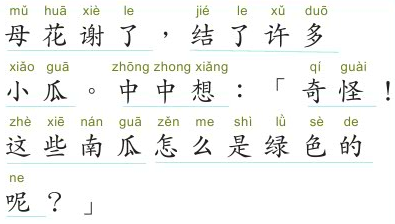 mǔ huā xiè le jié le xǔ duō
母花谢了，结了许多
xiǎo guā zhōng zhong xiǎng qí guài
小瓜。中中想：「奇怪！
zhè xiē nán guā zěn me shì lǜ sè de
这些南瓜怎么是绿色的
ne
呢？」